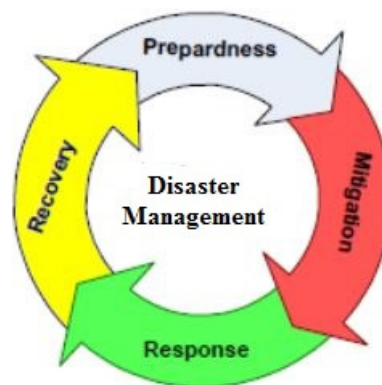 Prepardness
Mitigation
Response
Recovery
Disaster
Management